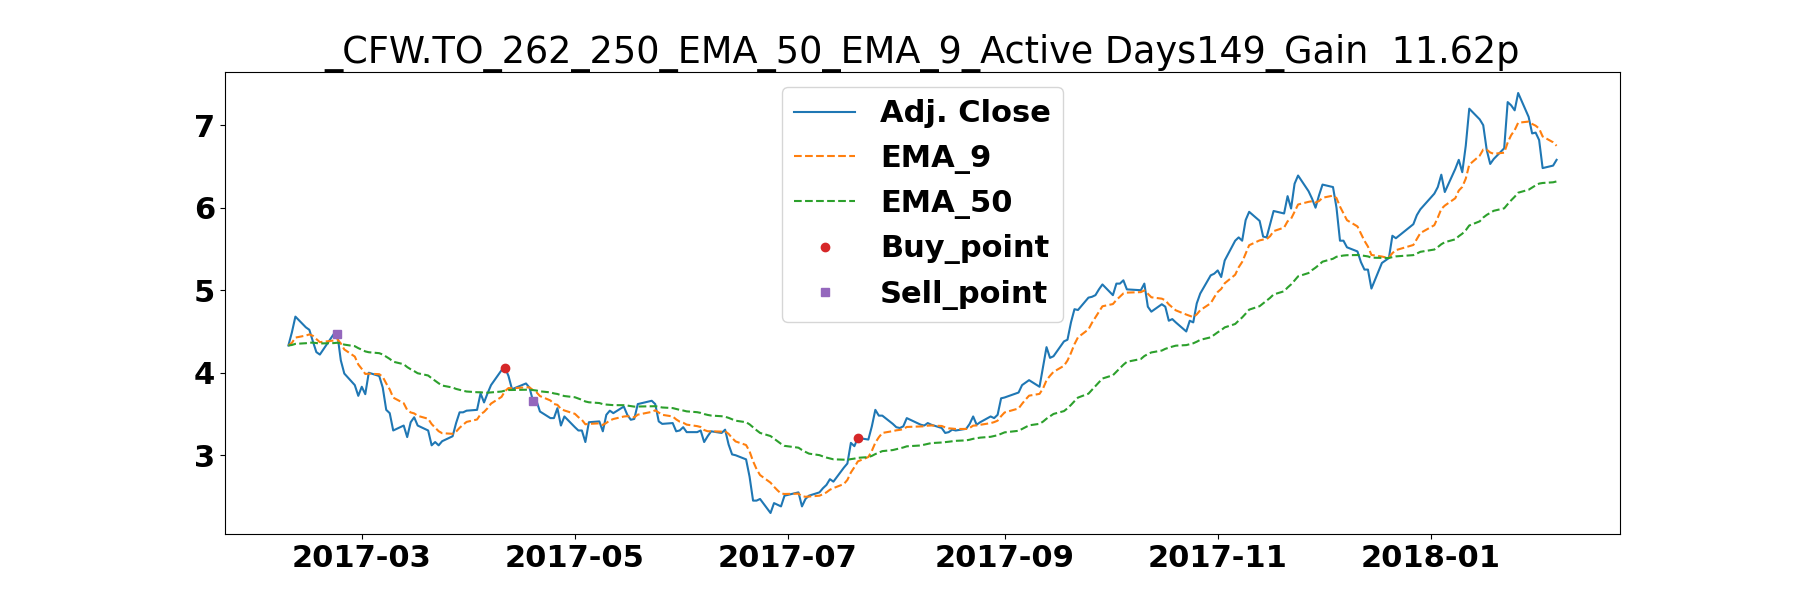 _CFW.TO_262_250_EMA_50_EMA_9_Active Days149_Gain  11.62p
Adj. Close
EMA_9
EMA_50
Buy_point
Sell_point
7
6
5
4
3
2017-03 2017-05 2017-07 2017-09 2017-11 2018-01